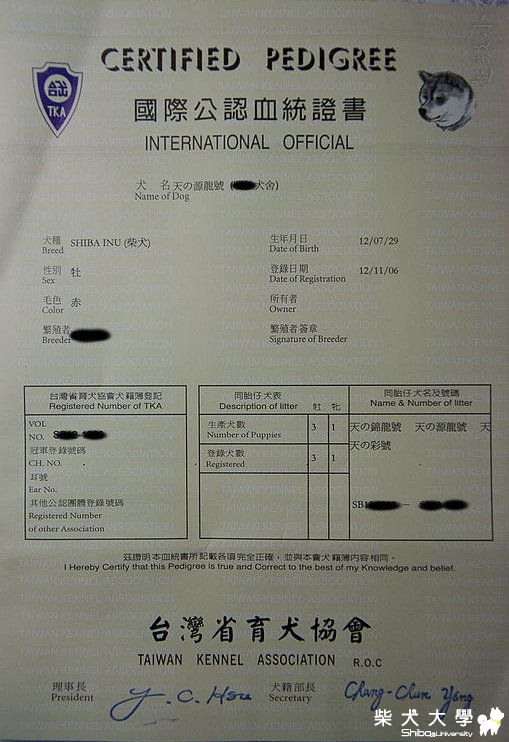 CERTIFIED PEDIGREE
TKA
國際公認血統證書
INTERNATIONAL OFFICIAL
犬 名 天の源龍號 ( 犬舍)
Name of Dog
犬種 SHIBA INU (柴犬)
Breed
生年月日 12/07/29
Date of Birth
性別 牡
Sex
登錄日期 12/11/06
Date of Registration
毛色 赤
Color
所有者
Owner
繁殖者
Breeder
繁殖者簽章
Signature of Breeder
台灣省育犬協會犬籍簿登記
Registered Number of TKA
VOL
NO.
冠軍登錄號碼
CH. NO.
耳號
Ear No.
其他公認團體登錄號碼
Registered Number
of other Association
同胎仔犬表 牡 牝
Description of litter
生產犬數 3 1
Number of Puppies
登錄犬數 3 1
Registered
同胎仔犬名及號碼
Name & Number of litter
天の錦龍號 天の源龍號 天
天の彩號
茲證明本血統書所記載各項完全正確，並與本會犬籍簿內容相同。
I Hereby Certify that this Pedigree is true and Correct to the best of my Knowledge and belief.
台灣省育犬協會
TAIWAN KENNEL ASSOCIATION R.O.C
理事長 Y. C. Hsu
President
犬籍部長 Chang-Chun Yang
Secretary
柴犬大學
Shiba University